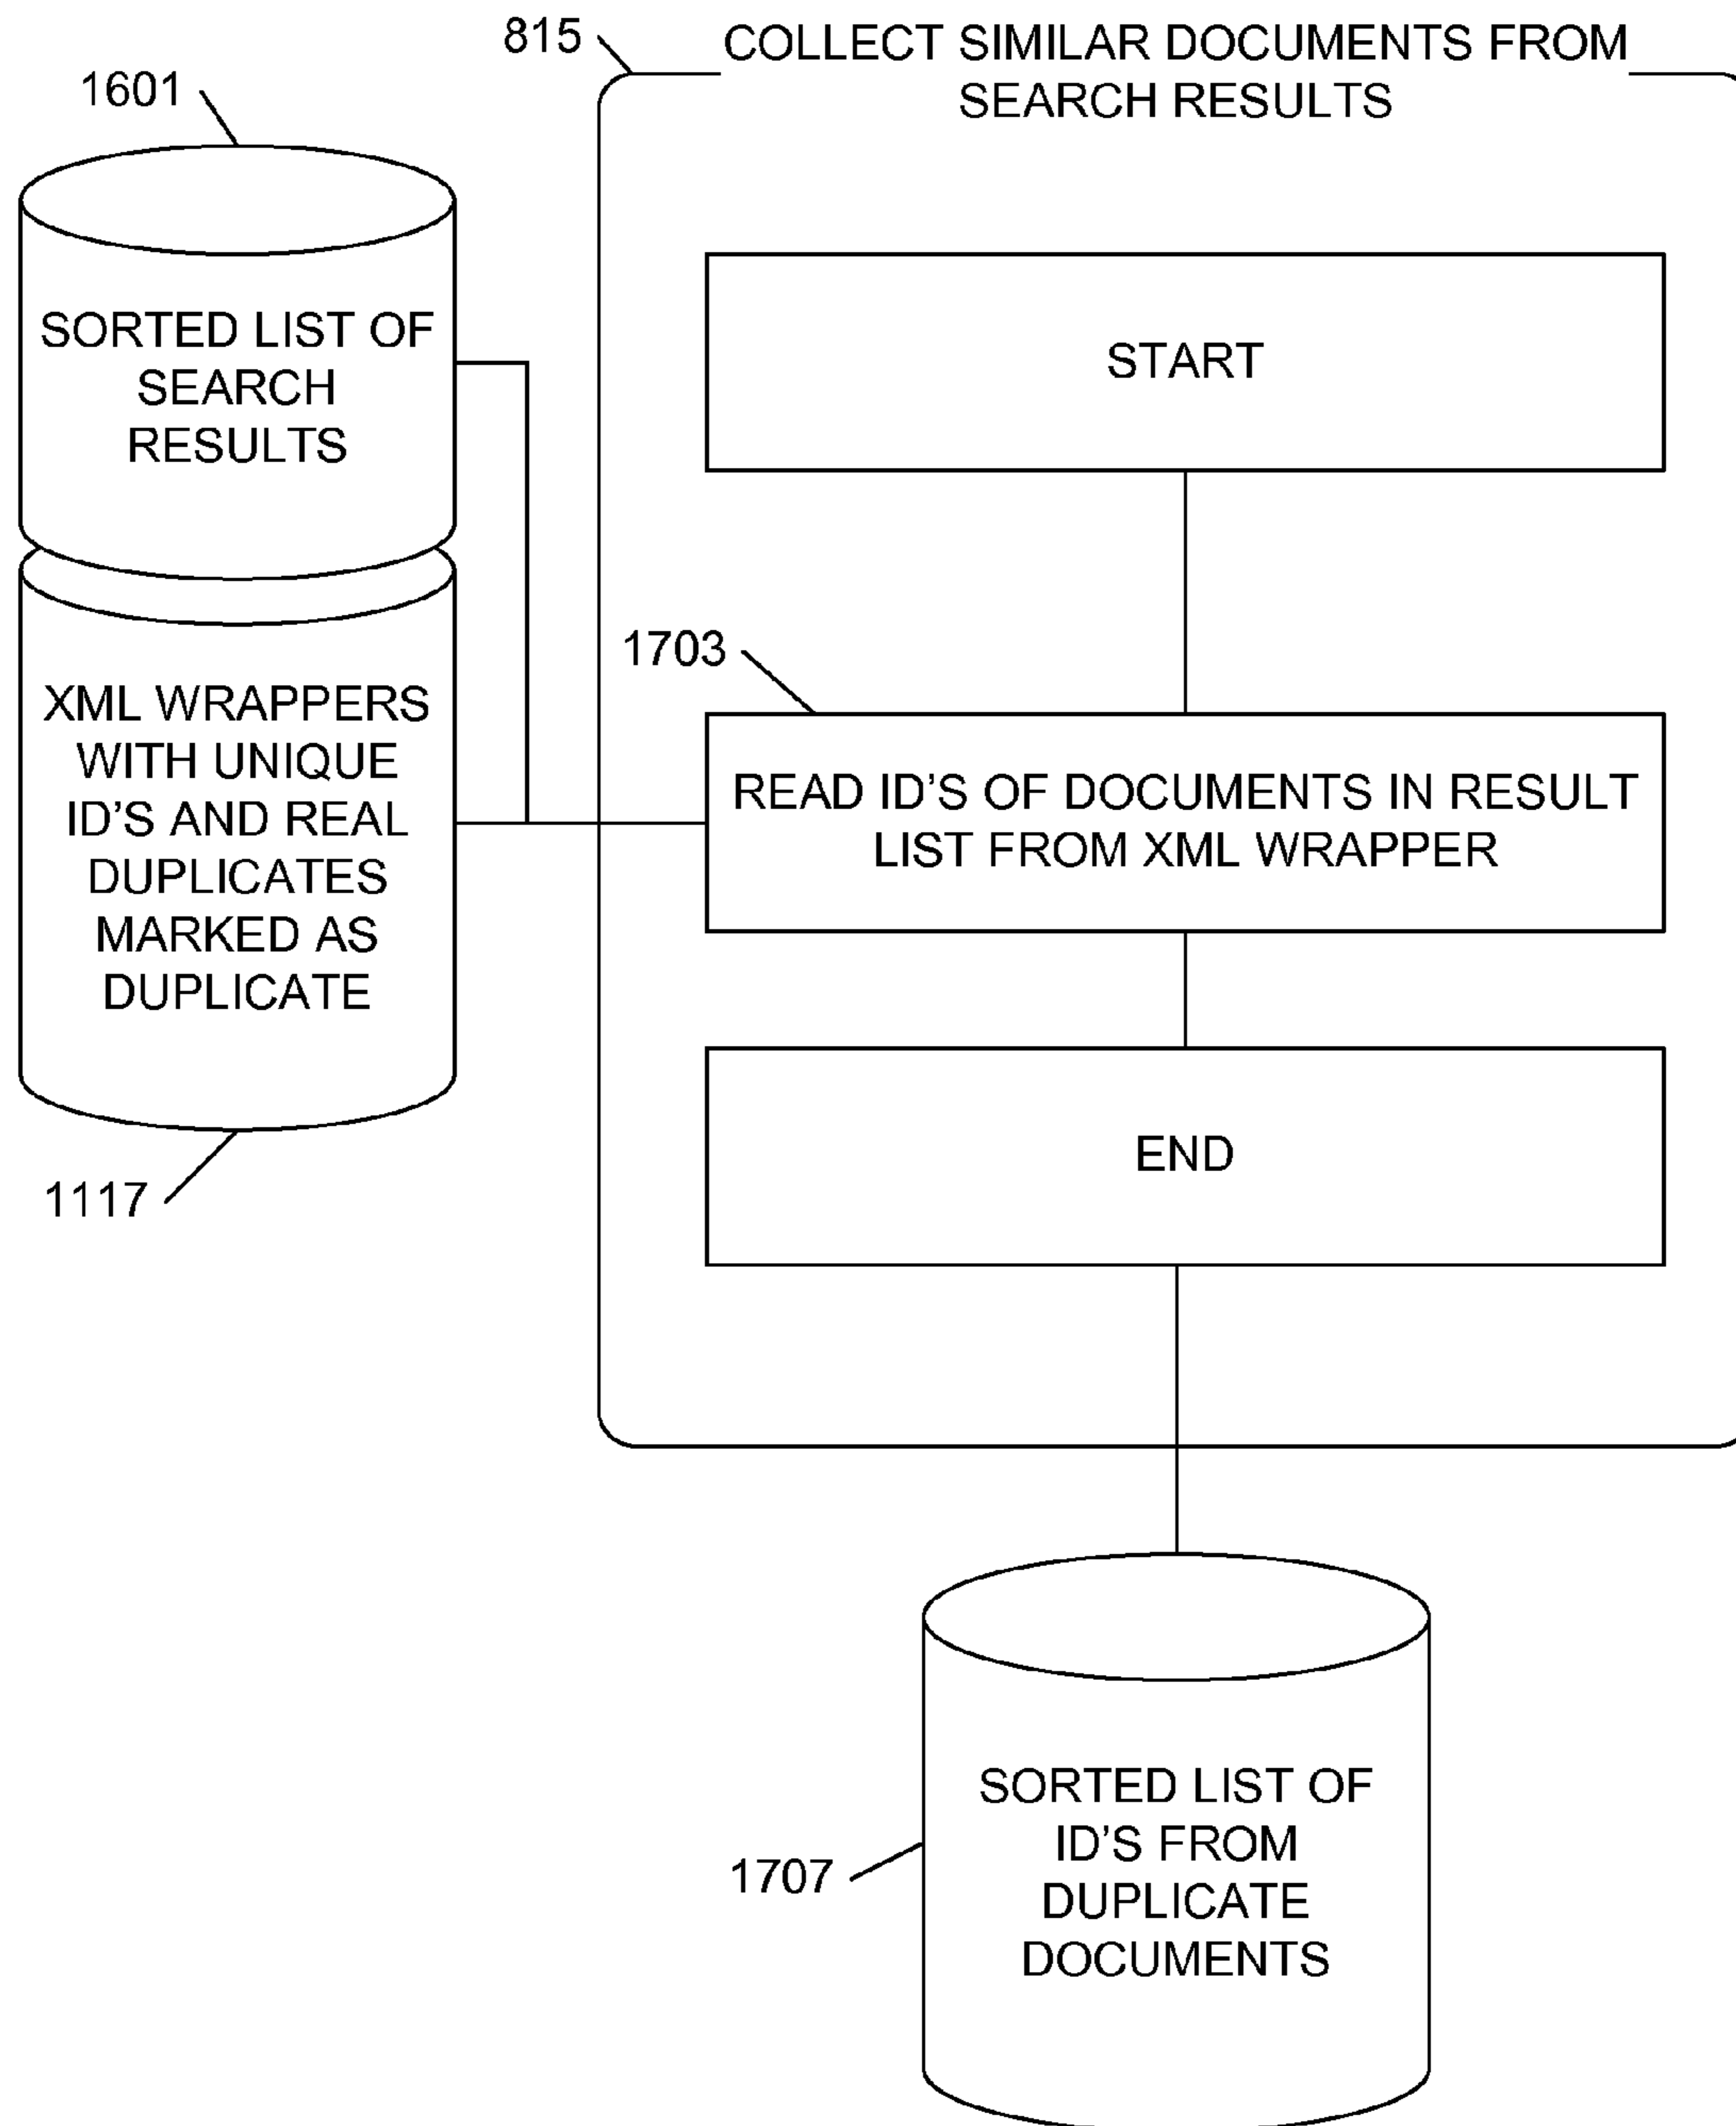 815
COLLECT SIMILAR DOCUMENTS FROM
SEARCH RESULTS
1601
SORTED LIST OF
SEARCH
RESULTS
START
1703
XML WRAPPERS
WITH UNIQUE
ID'S AND REAL
DUPLICATES
MARKED AS
DUPLICATE
READ ID'S OF DOCUMENTS IN RESULT
LIST FROM XML WRAPPER
1117
END
1707
SORTED LIST OF
ID'S FROM
DUPLICATE
DOCUMENTS